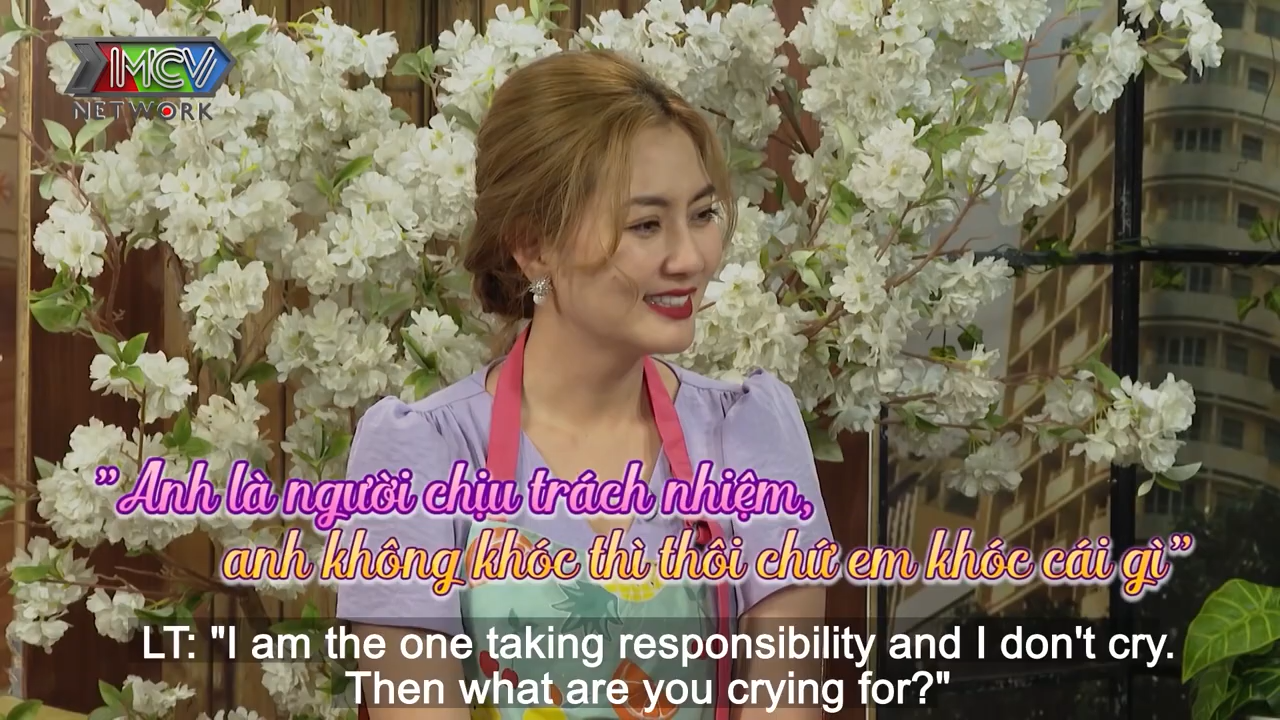 MCV
NETWORK
"Anh là người chịu trách nhiệm,
anh không khóc thì thôi chứ em khóc cái gì"
LT: "I am the one taking responsibility and I don't cry.
Then what are you crying for?"